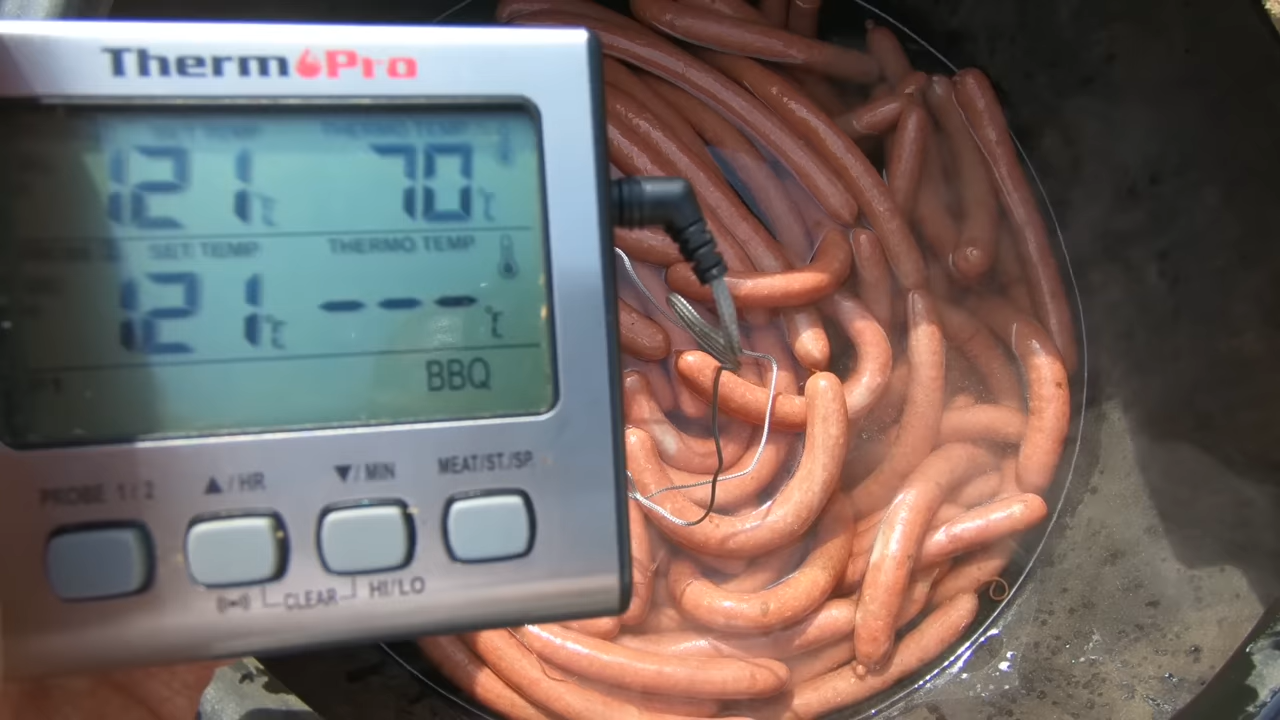 ThermoPro
SET TEMP THERMO TEMP
121°C 70°C
SET TEMP THERMO TEMP
121°C ---°C
BBQ
PROBE 1/2 ▲/HR ▼/MIN MEAT/ST./SP.
((•)) CLEAR HI/LO